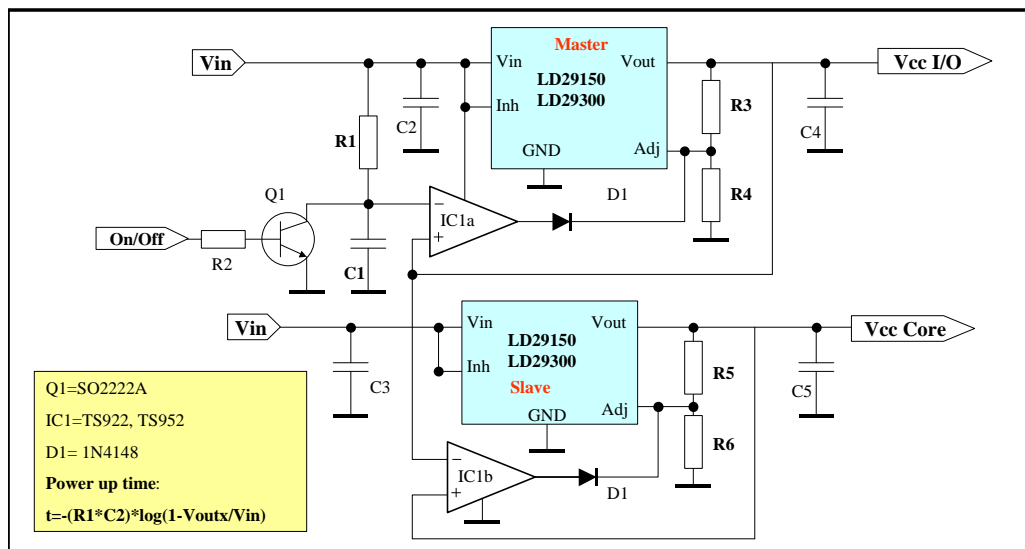 Master
Vin
Vin
Vout
Vcc I/O
LD29150
LD29300
Inh
R3
C2
C4
R1
GND
Adj
Q1
D1
R4
−
IC1a
+
On/Off
R2
C1
Vin
Vin
Vout
Vcc Core
LD29150
LD29300
Inh
R5
C3
Slave
C5
Adj
GND
R6
−
IC1b
+
D1
Q1=SO2222A
IC1=TS922, TS952
D1= 1N4148
Power up time:
t=-(R1*C2)*log(1-Voutx/Vin)